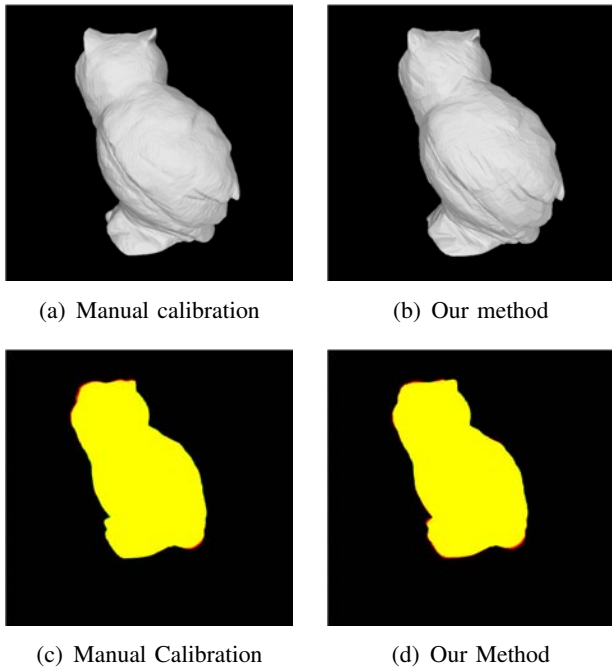 (a) Manual calibration
(b) Our method
(c) Manual Calibration
(d) Our Method